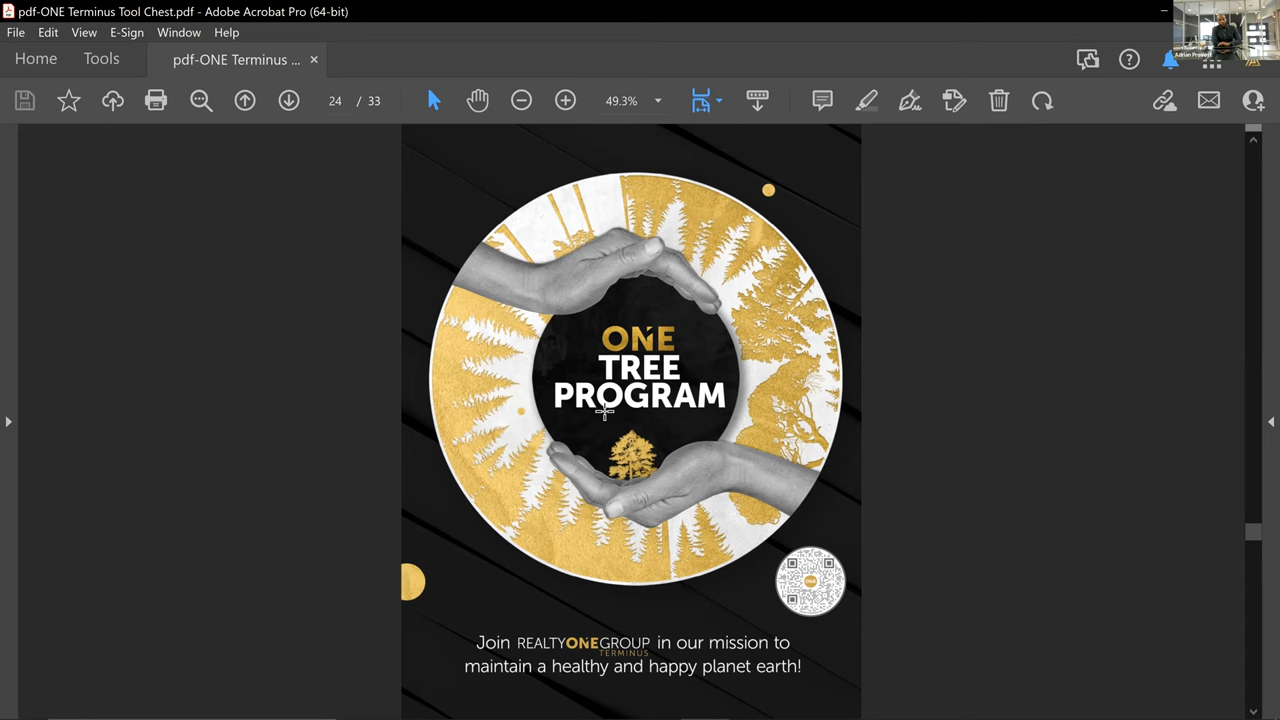 pdf-ONE Terminus Tool Chest.pdf - Adobe Acrobat Pro (64-bit)
File Edit View E-Sign Window Help
Home Tools pdf-ONE Terminus ... ×
24 / 33 49.3%
ONE
TREE
PROGRAM
Join REALTYONEGROUP in our mission to
TERMINUS
maintain a healthy and happy planet earth!